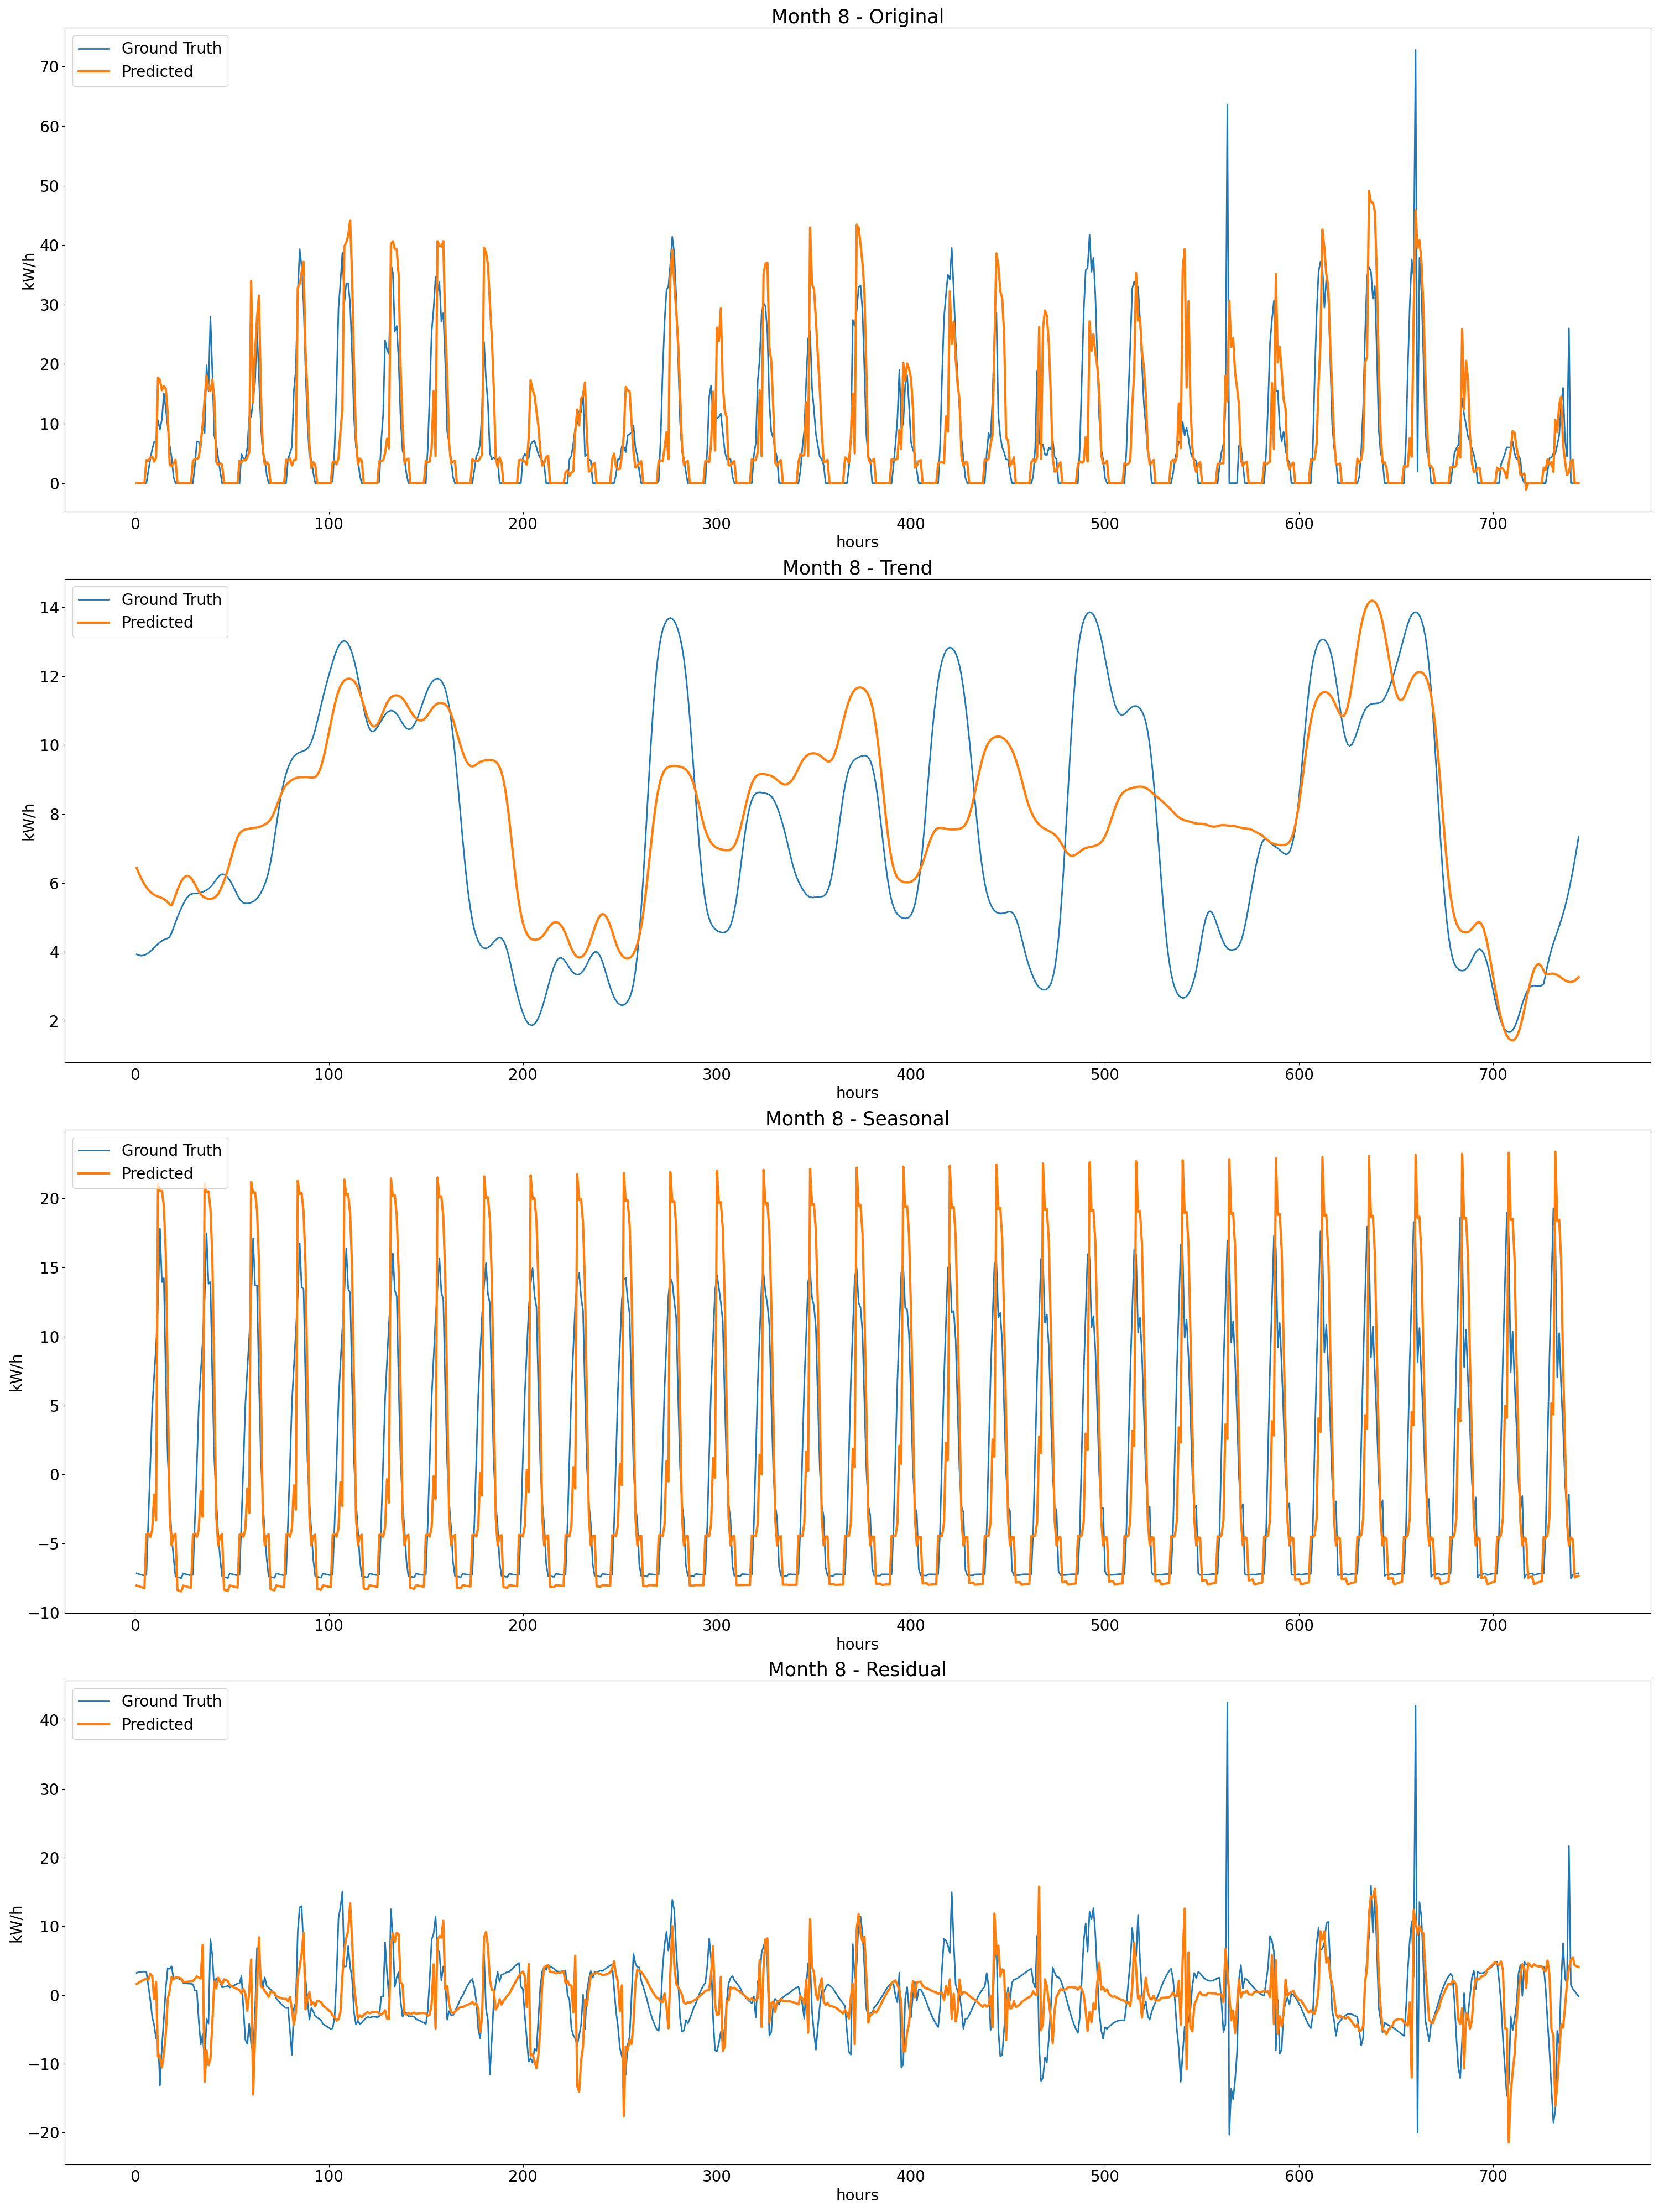 Month 8 - Original
Ground Truth
Predicted
70
60
50
40
30
20
10
0
kW/h
0 100 200 300 400 500 600 700
hours
Month 8 - Trend
Ground Truth
Predicted
14
12
10
8
6
4
2
kW/h
0 100 200 300 400 500 600 700
hours
Month 8 - Seasonal
Ground Truth
Predicted
20
15
10
5
0
−5
−10
kW/h
0 100 200 300 400 500 600 700
hours
Month 8 - Residual
Ground Truth
Predicted
40
30
20
10
0
−10
−20
kW/h
0 100 200 300 400 500 600 700
hours